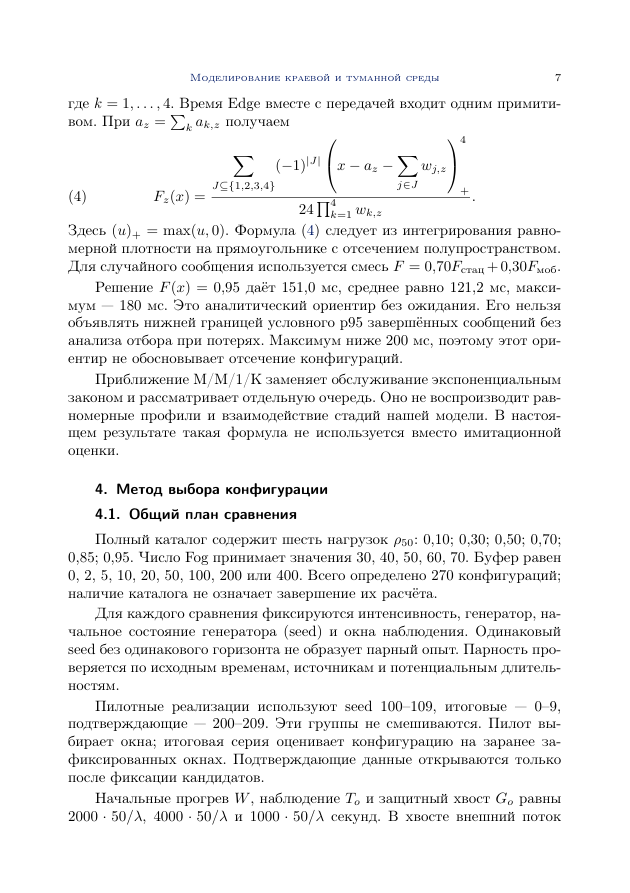 Моделирование краевой и туманной среды 7
где k = 1, . . . , 4. Время Edge вместе с передачей входит одним примити-
вом. При a_z = ∑_k a_{k,z} получаем
(4) F_z(x) = \frac{∑_{J⊆{1,2,3,4}} (−1)^{|J|} (x − a_z − ∑_{j∈J} w_{j,z})_+^4}{24 ∏_{k=1}^4 w_{k,z}}.
Здесь (u)_+ = max(u, 0). Формула (4) следует из интегрирования равно-
мерной плотности на прямоугольнике с отсечением полупространством.
Для случайного сообщения используется смесь F = 0,70F_стац + 0,30F_моб.
Решение F(x) = 0,95 даёт 151,0 мс, среднее равно 121,2 мс, макси-
мум — 180 мс. Это аналитический ориентир без ожидания. Его нельзя
объявлять нижней границей условного p95 завершённых сообщений без
анализа отбора при потерях. Максимум ниже 200 мс, поэтому этот ори-
ентир не обосновывает отсечение конфигураций.
Приближение M/M/1/K заменяет обслуживание экспоненциальным
законом и рассматривает отдельную очередь. Оно не воспроизводит рав-
номерные профили и взаимодействие стадий нашей модели. В настоя-
щем результате такая формула не используется вместо имитационной
оценки.
4. Метод выбора конфигурации
4.1. Общий план сравнения
Полный каталог содержит шесть нагрузок ρ_50: 0,10; 0,30; 0,50; 0,70;
0,85; 0,95. Число Fog принимает значения 30, 40, 50, 60, 70. Буфер равен
0, 2, 5, 10, 20, 50, 100, 200 или 400. Всего определено 270 конфигураций;
наличие каталога не означает завершение их расчёта.
Для каждого сравнения фиксируются интенсивность, генератор, на-
чальное состояние генератора (seed) и окна наблюдения. Одинаковый
seed без одинакового горизонта не образует парный опыт. Парность про-
веряется по исходным временам, источникам и потенциальным длитель-
ностям.
Пилотные реализации используют seed 100–109, итоговые — 0–9,
подтверждающие — 200–209. Эти группы не смешиваются. Пилот вы-
бирает окна; итоговая серия оценивает конфигурацию на заранее за-
фиксированных окнах. Подтверждающие данные открываются только
после фиксации кандидатов.
Начальные прогрев W, наблюдение T_o и защитный хвост G_o равны
2000 · 50/λ, 4000 · 50/λ и 1000 · 50/λ секунд. В хвосте внешний поток